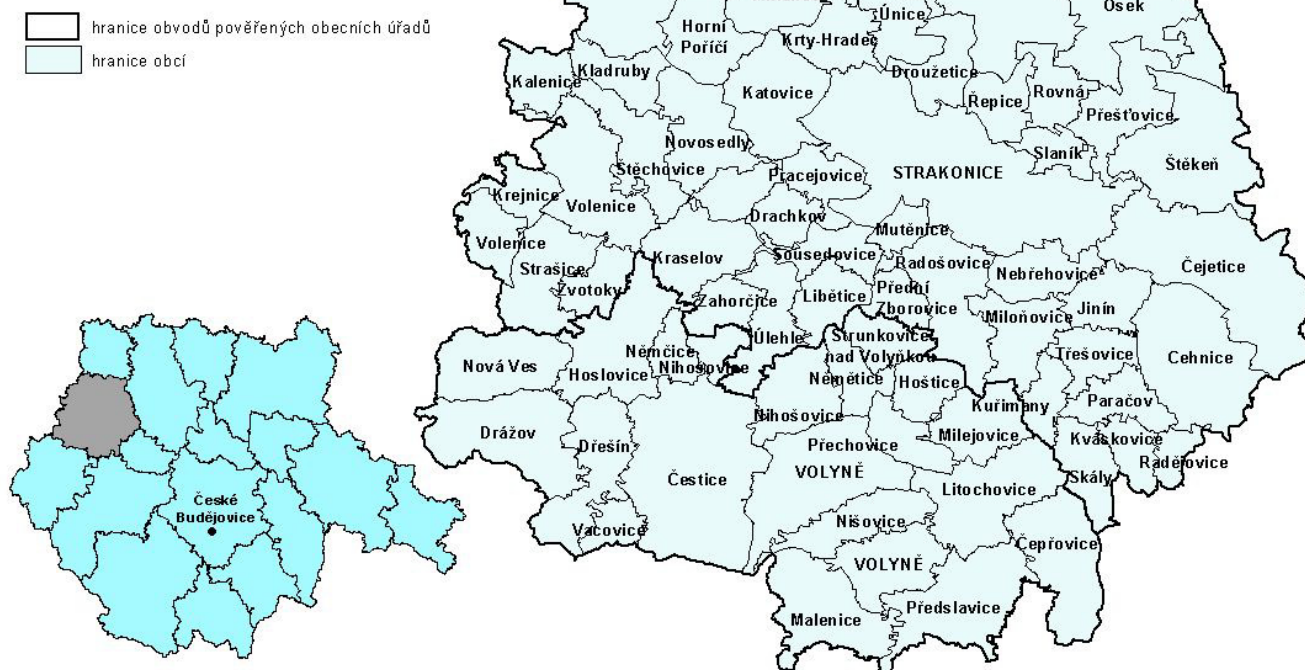 hranice obvodů pověřených obecních úřadů
hranice obcí
Únice
Osek
Horní
Poříčí
Krty-Hradec
Kalenice
Kladruby
Katovice
Droužetice
Řepice
Rovná
Přešťovice
Novosedly
Slaník
Štěkeň
Štěchovice
Pracejovice
STRAKONICE
Krejnice
Volenice
Drachkov
Mutěnice
Volenice
Kraselov
Sousedovice
Radošovice
Nebřehovice
Čejetice
Strašice
Zvotoky
Zahorčice
Libětice
Přední
Zborovice
Miloňovice
Jinín
Úlehle
Strunkovice
nad Volyňkou
Třešovice
Cehnice
Nová Ves
Hoslovice
Němčice
Nihošovice
Němětice
Hoštice
Kuřimany
Paračov
Nihošovice
Drážov
Dřešín
Přechovice
Milejovice
Kváskovice
Radějovice
Čestice
VOLYNĚ
Skály
Litochovice
Vacovice
Nišovice
Čepřovice
VOLYNĚ
Malenice
Předslavice
České
Budějovice